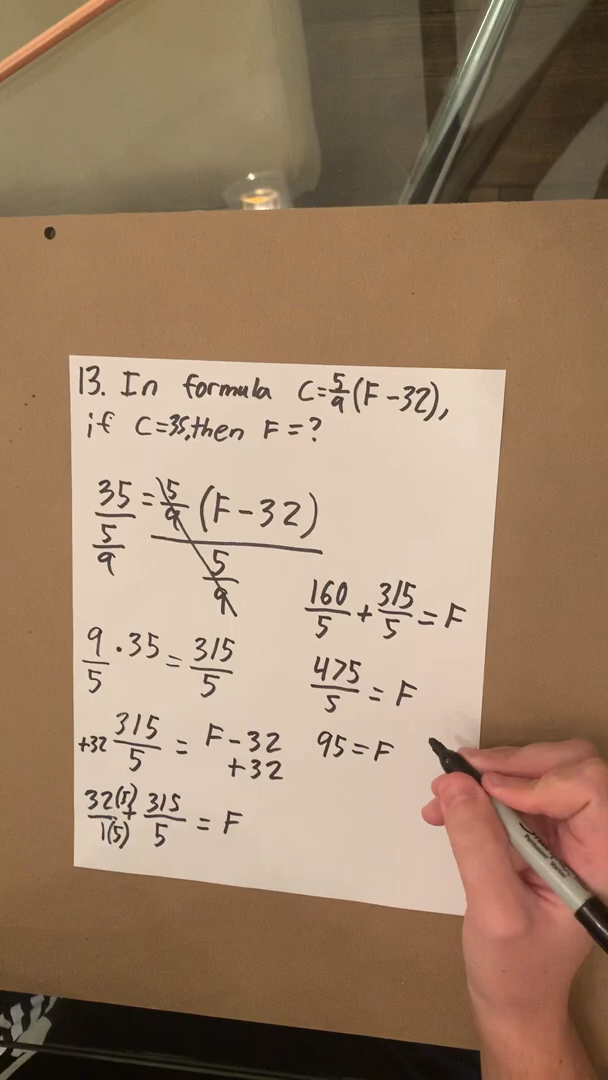 13. In formula C=5/9(F-32),
if C=35,then F=?
35/(5/9) = 5/9(F-32)/(5/9)
9/5 · 35 = 315/5
+32 315/5 = F-32
+32
32(5)/1(5) + 315/5 = F
160/5 + 315/5 = F
475/5 = F
95=F